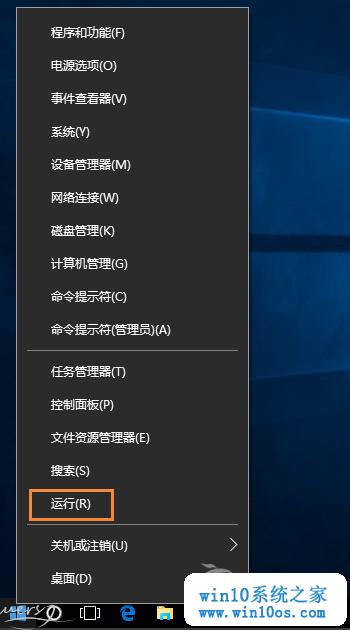 程序和功能(F)
电源选项(O)
事件查看器(V)
系统(Y)
设备管理器(M)
网络连接(W)
磁盘管理(K)
计算机管理(G)
命令提示符(C)
命令提示符(管理员)(A)
任务管理器(T)
控制面板(P)
文件资源管理器(E)
搜索(S)
运行(R)
关机或注销(U)
桌面(D)
win10系统之家
www.win10os.com